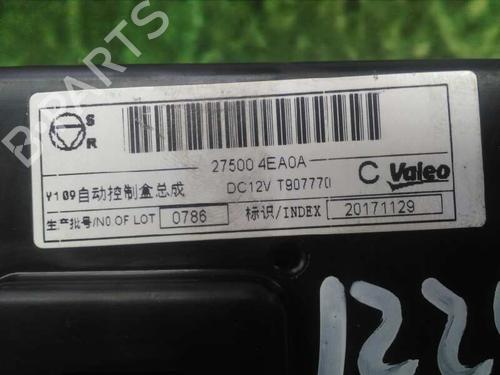 B-PARTS
S
R
27500 4EA0A
Y109自动控制盒总成 DC12V T907770 C Valeo
生产批号/NO OF LOT 0786 标识/INDEX 20171129